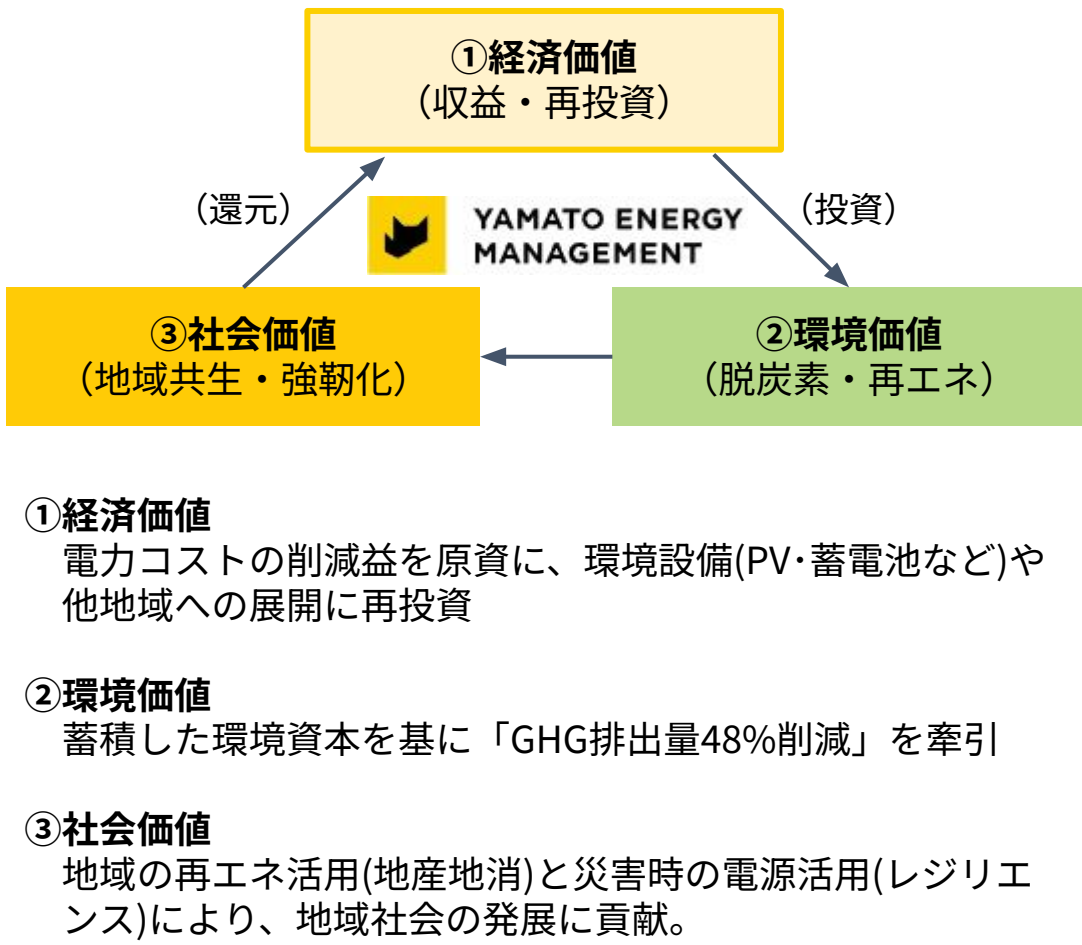 ①経済価値
（収益・再投資）
（還元）
YAMATO ENERGY
MANAGEMENT
（投資）
③社会価値
（地域共生・強靭化）
②環境価値
（脱炭素・再エネ）
①経済価値
電力コストの削減益を原資に、環境設備(PV･蓄電池など)や
他地域への展開に再投資
②環境価値
蓄積した環境資本を基に「GHG排出量48%削減」を牽引
③社会価値
地域の再エネ活用(地産地消)と災害時の電源活用(レジリエ
ンス)により、地域社会の発展に貢献。